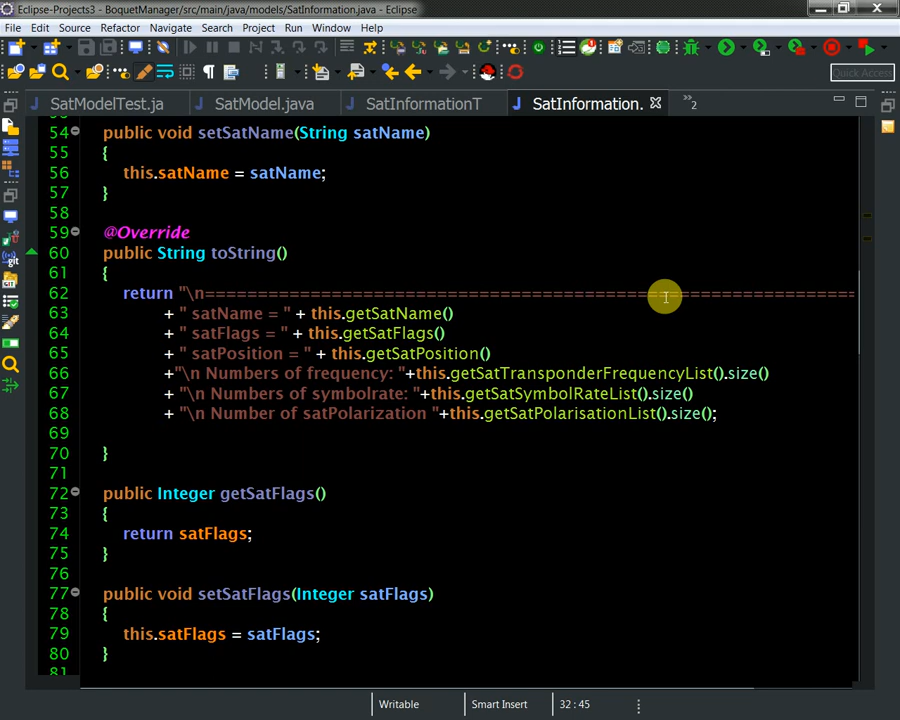 Eclipse-Projects3 - BoquetManager/src/main/java/models/SatInformation.java - Eclipse
File Edit Source Refactor Navigate Search Project Run Window Help
Quick Access
SatModelTest.ja SatModel.java SatInformationT SatInformation. »2
54 public void setSatName(String satName)
55 {
56 this.satName = satName;
57 }
58
59 @Override
60 public String toString()
61 {
62 return "\n==============================================================
63 + " satName = " + this.getSatName()
64 + " satFlags = " + this.getSatFlags()
65 + " satPosition = " + this.getSatPosition()
66 +"\n Numbers of frequency: "+this.getSatTransponderFrequencyList().size()
67 + "\n Numbers of symbolrate: "+this.getSatSymbolRateList().size()
68 + "\n Number of satPolarization "+this.getSatPolarisationList().size();
69
70 }
71
72 public Integer getSatFlags()
73 {
74 return satFlags;
75 }
76
77 public void setSatFlags(Integer satFlags)
78 {
79 this.satFlags = satFlags;
80 }
81
Writable Smart Insert 32 : 45